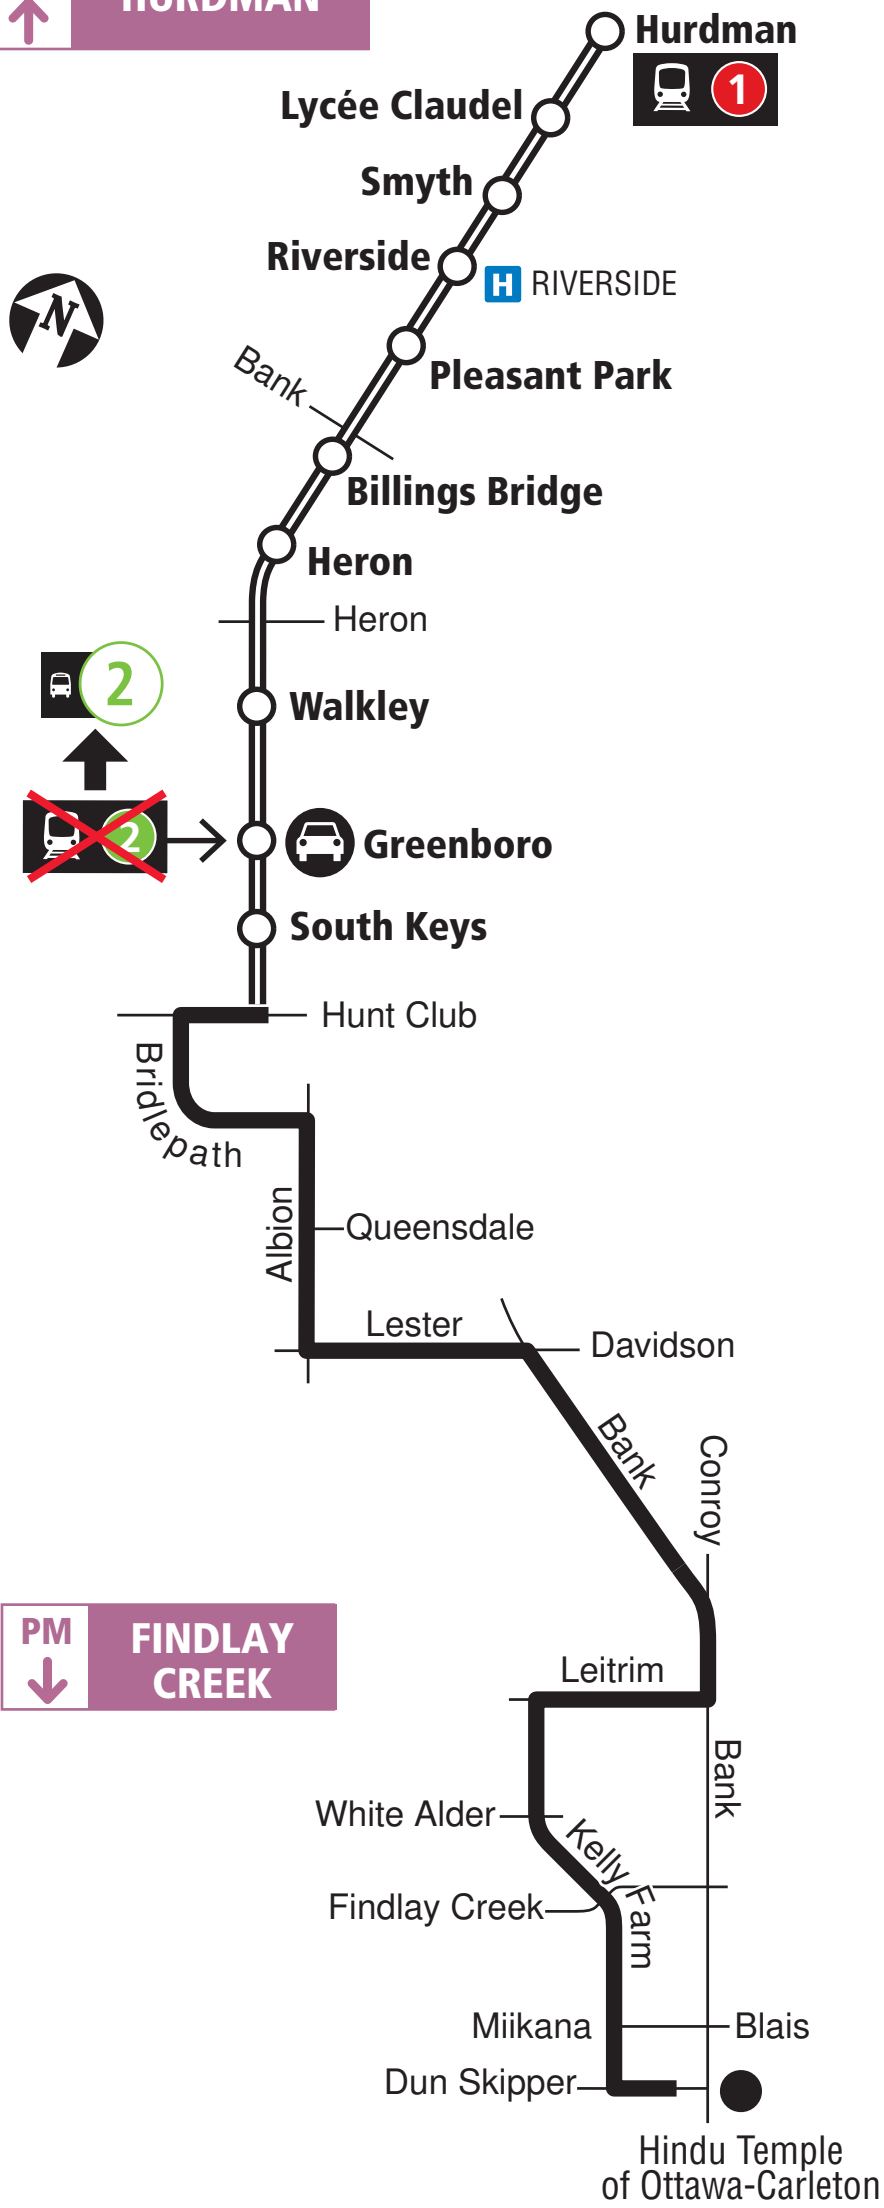 HURDMAN
Hurdman
1
Lycée Claudel
Smyth
Riverside
H RIVERSIDE
N
Bank
Pleasant Park
Billings Bridge
Heron
Heron
2
Walkley
2
Greenboro
South Keys
Hunt Club
Bridlepath
Albion
Queensdale
Lester
Davidson
Bank
Conroy
PM
FINDLAY
CREEK
Leitrim
Bank
White Alder
Kelly Farm
Findlay Creek
Miikana
Blais
Dun Skipper
Hindu Temple
of Ottawa-Carleton